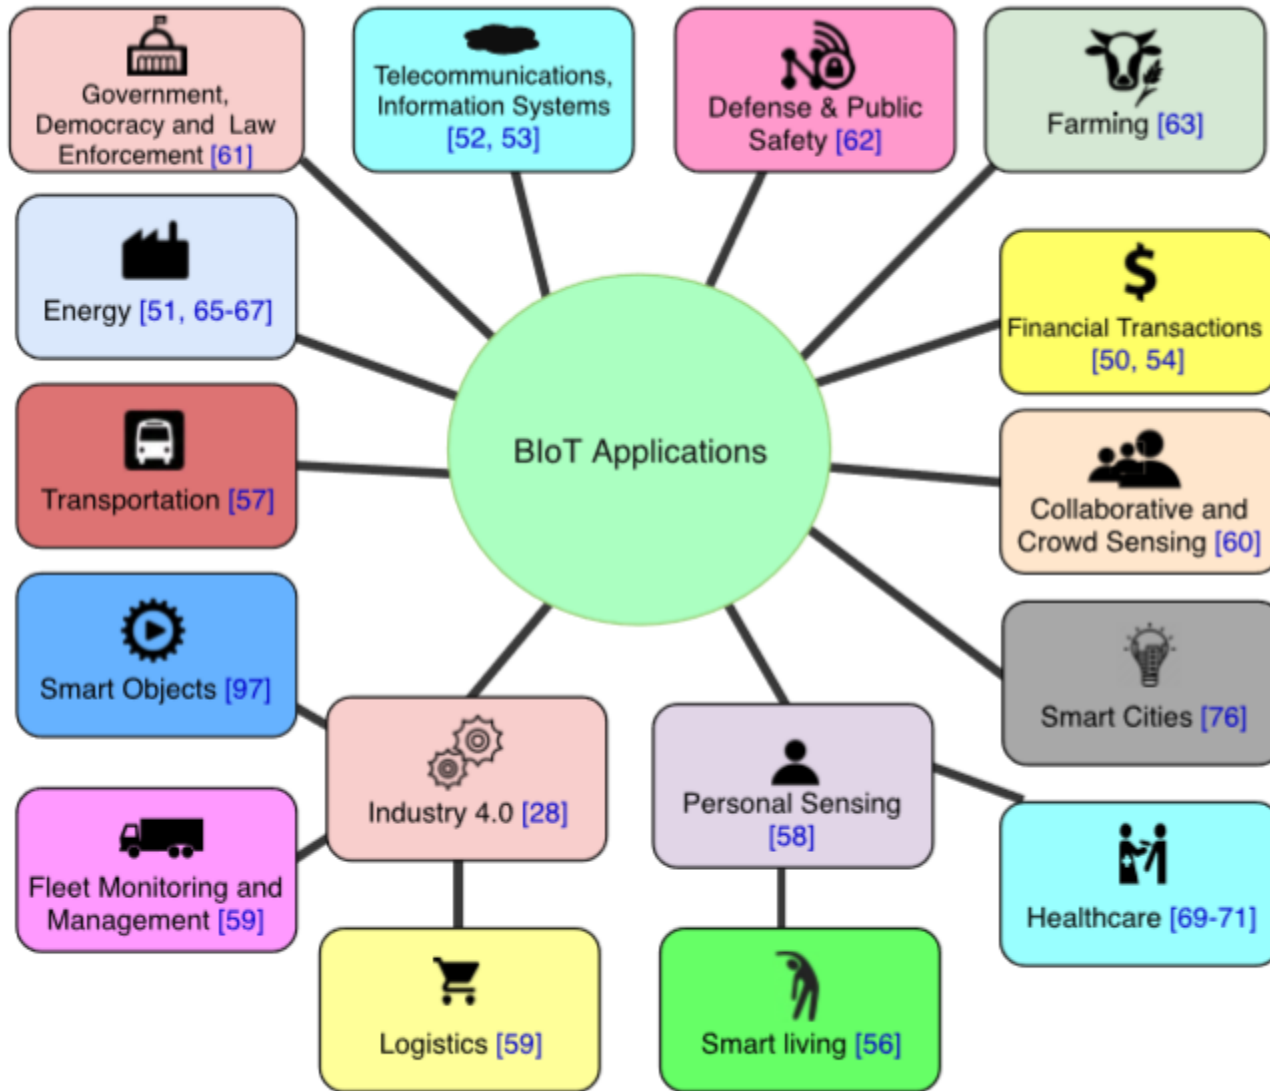 Government,
Democracy and Law
Enforcement [61]
Telecommunications,
Information Systems
[52, 53]
Defense & Public
Safety [62]
Farming [63]
Energy [51, 65-67]
$
Financial Transactions
[50, 54]
BIoT Applications
Transportation [57]
Collaborative and
Crowd Sensing [60]
Smart Objects [97]
Smart Cities [76]
Industry 4.0 [28]
Personal Sensing
[58]
Fleet Monitoring and
Management [59]
Healthcare [69-71]
Logistics [59]
Smart living [56]